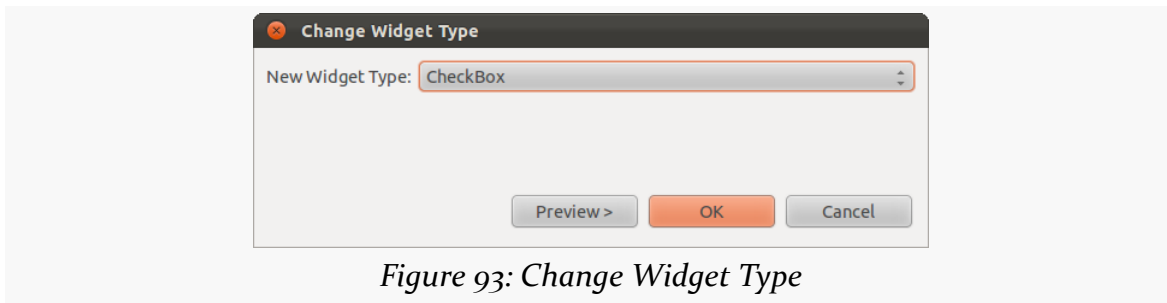 Change Widget Type
New Widget Type: CheckBox
Preview > OK Cancel
Figure 93: Change Widget Type